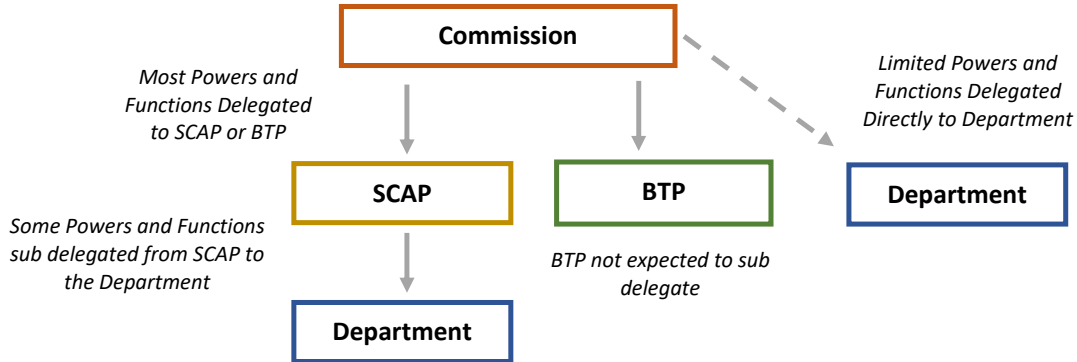 Commission
Most Powers and
Functions Delegated
to SCAP or BTP
Limited Powers and
Functions Delegated
Directly to Department
SCAP
BTP
Department
Some Powers and Functions
sub delegated from SCAP to
the Department
BTP not expected to sub
delegate
Department